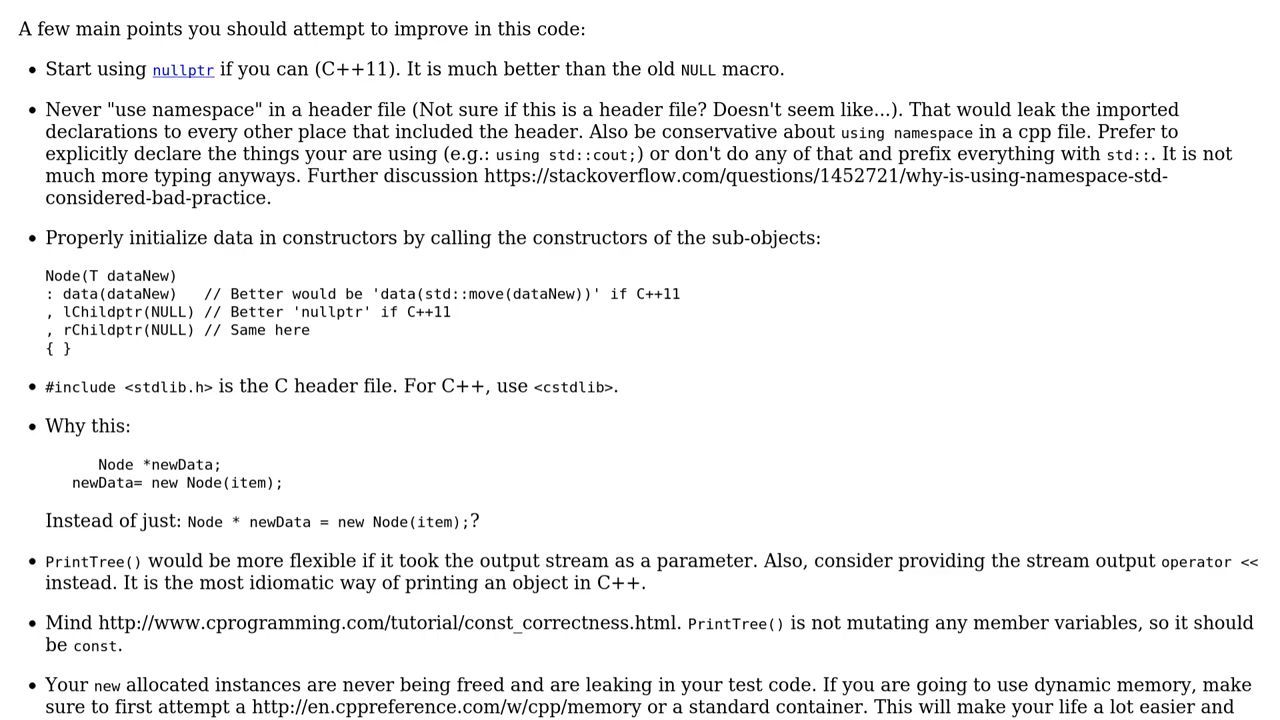 A few main points you should attempt to improve in this code:
• Start using nullptr if you can (C++11). It is much better than the old NULL macro.
• Never "use namespace" in a header file (Not sure if this is a header file? Doesn't seem like...). That would leak the imported
declarations to every other place that included the header. Also be conservative about using namespace in a cpp file. Prefer to
explicitly declare the things your are using (e.g.: using std::cout;) or don't do any of that and prefix everything with std::. It is not
much more typing anyways. Further discussion https://stackoverflow.com/questions/1452721/why-is-using-namespace-std-
considered-bad-practice.
• Properly initialize data in constructors by calling the constructors of the sub-objects:
Node(T dataNew)
: data(dataNew)   // Better would be 'data(std::move(dataNew))' if C++11
, lChildptr(NULL) // Better 'nullptr' if C++11
, rChildptr(NULL) // Same here
{ }
• #include <stdlib.h> is the C header file. For C++, use <cstdlib>.
• Why this:
      Node *newData;
   newData= new Node(item);
Instead of just: Node * newData = new Node(item);?
• PrintTree() would be more flexible if it took the output stream as a parameter. Also, consider providing the stream output operator <<
instead. It is the most idiomatic way of printing an object in C++.
• Mind http://www.cprogramming.com/tutorial/const_correctness.html. PrintTree() is not mutating any member variables, so it should
be const.
• Your new allocated instances are never being freed and are leaking in your test code. If you are going to use dynamic memory, make
sure to first attempt a http://en.cppreference.com/w/cpp/memory or a standard container. This will make your life a lot easier and